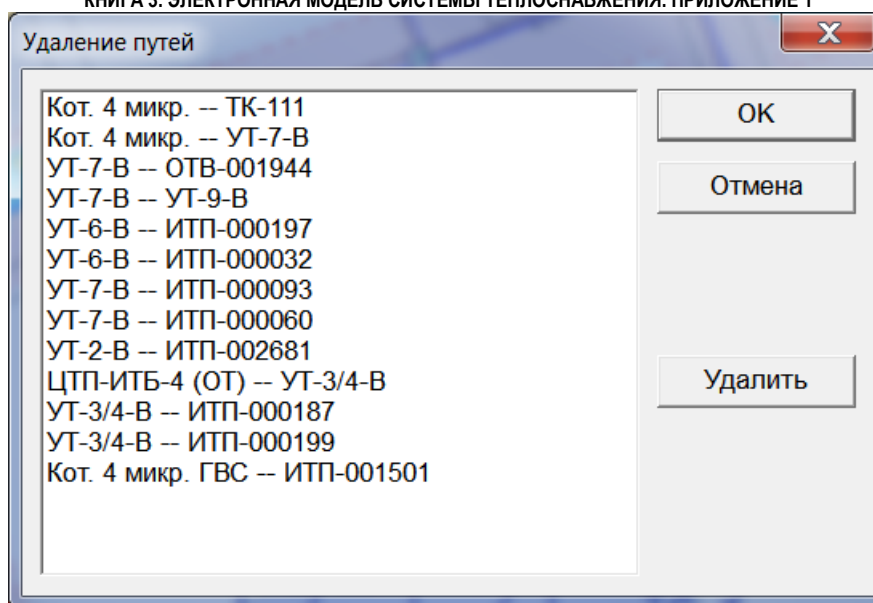 КНИГА 3. ЭЛЕКТРОННАЯ МОДЕЛЬ СИСТЕМЫ ТЕПЛОСНАБЖЕНИЯ. ПРИЛОЖЕНИЕ 1
Удаление путей
X
Кот. 4 микр. -- ТК-111
Кот. 4 микр. -- УТ-7-В
УТ-7-В -- ОТВ-001944
УТ-7-В -- УТ-9-В
УТ-6-В -- ИТП-000197
УТ-6-В -- ИТП-000032
УТ-7-В -- ИТП-000093
УТ-7-В -- ИТП-000060
УТ-2-В -- ИТП-002681
ЦТП-ИТБ-4 (ОТ) -- УТ-3/4-В
УТ-3/4-В -- ИТП-000187
УТ-3/4-В -- ИТП-000199
Кот. 4 микр. ГВС -- ИТП-001501
OK
Отмена
Удалить